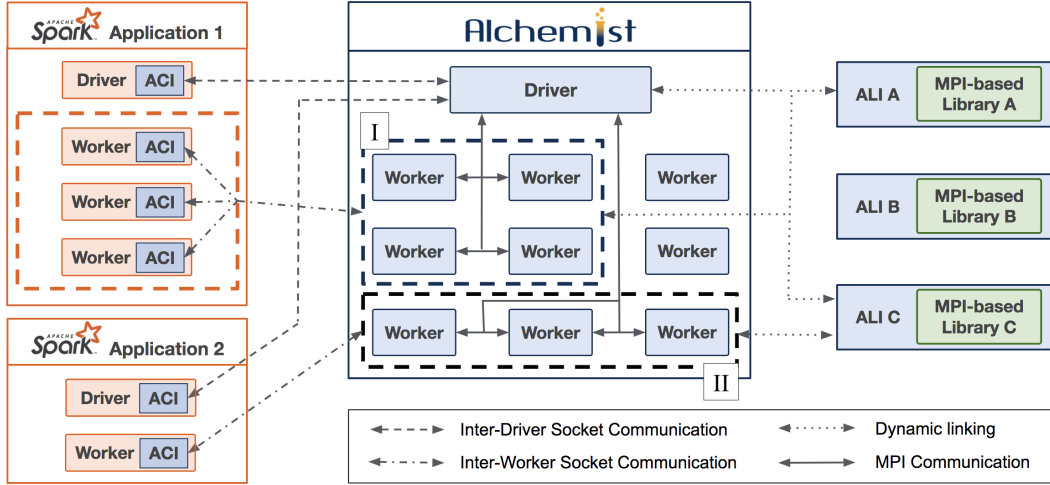 APACHE
Spark Application 1
Driver ACI
Worker ACI
Worker ACI
Worker ACI
APACHE
Spark Application 2
Driver ACI
Worker ACI
Alchemist
Driver
I
Worker Worker Worker
Worker Worker Worker
Worker Worker Worker
II
ALI A
MPI-based
Library A
ALI B
MPI-based
Library B
ALI C
MPI-based
Library C
Inter-Driver Socket Communication
Dynamic linking
Inter-Worker Socket Communication
MPI Communication